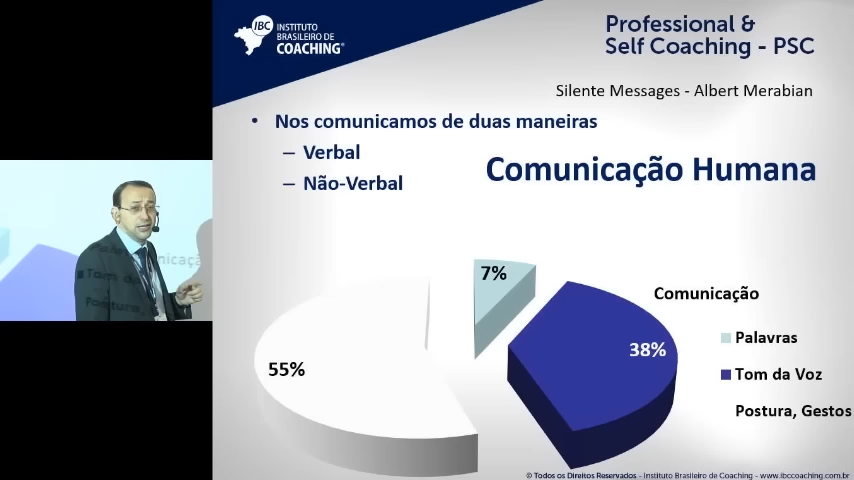 IBC
INSTITUTO
BRASILEIRO DE
COACHING®
Professional &
Self Coaching - PSC
Silente Messages - Albert Merabian
• Nos comunicamos de duas maneiras
– Verbal
– Não-Verbal
Comunicação Humana
7%
38%
55%
Comunicação
Palavras
Tom da Voz
Postura, Gestos
© Todos os Direitos Reservados - Instituto Brasileiro de Coaching - www.ibccoaching.com.br